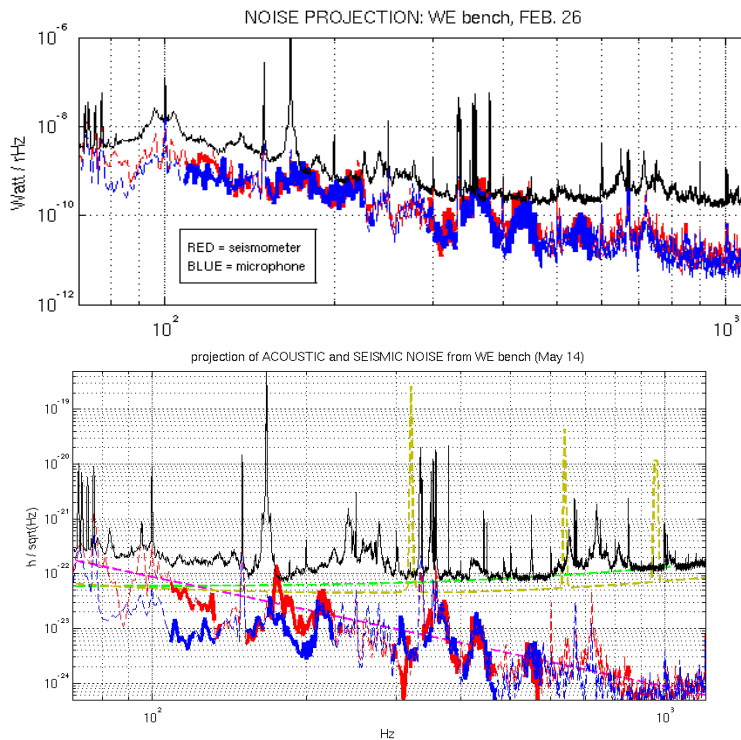 NOISE PROJECTION: WE bench, FEB. 26
10^-6
10^-8
10^-10
10^-12
Watt / rHz
RED = seismometer
BLUE = microphone
10^2
10^3
projection of ACOUSTIC and SEISMIC NOISE from WE bench (May 14)
10^-19
10^-20
10^-21
10^-22
10^-23
10^-24
h / sqrt(Hz)
10^2
10^3
Hz